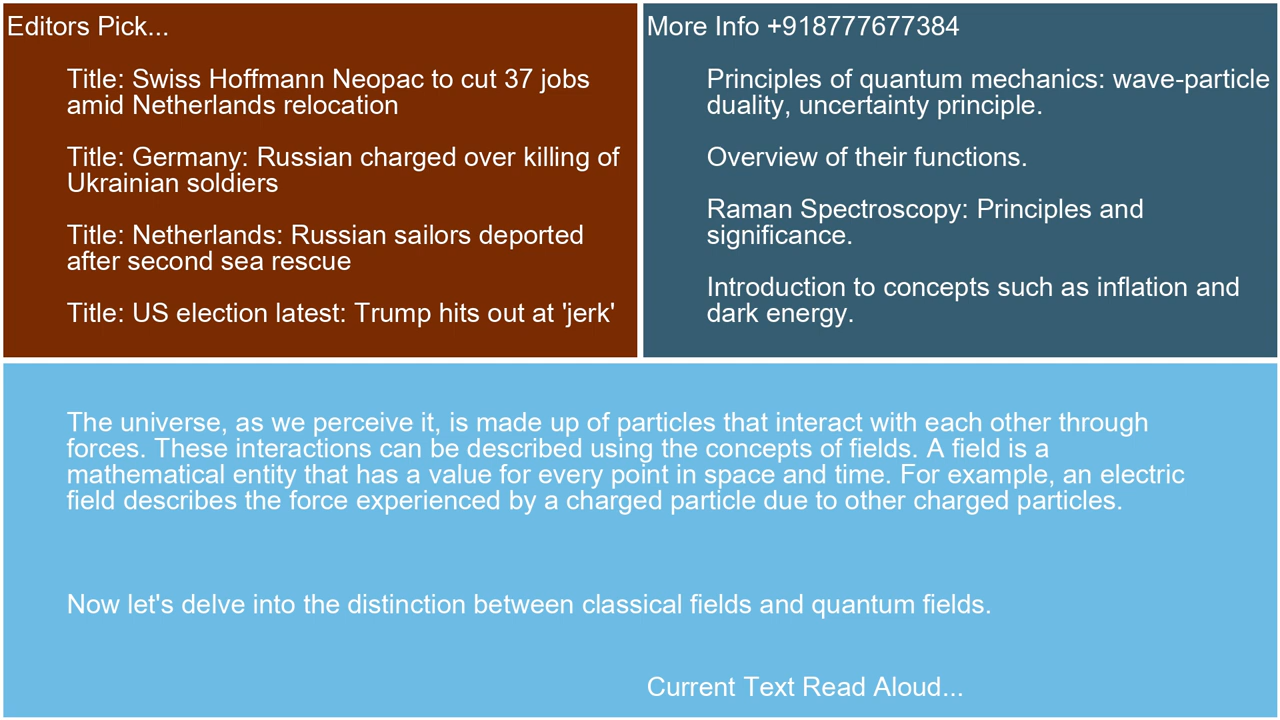 Editors Pick...
Title: Swiss Hoffmann Neopac to cut 37 jobs
amid Netherlands relocation
Title: Germany: Russian charged over killing of
Ukrainian soldiers
Title: Netherlands: Russian sailors deported
after second sea rescue
Title: US election latest: Trump hits out at 'jerk'
More Info +918777677384
Principles of quantum mechanics: wave-particle
duality, uncertainty principle.
Overview of their functions.
Raman Spectroscopy: Principles and
significance.
Introduction to concepts such as inflation and
dark energy.
The universe, as we perceive it, is made up of particles that interact with each other through
forces. These interactions can be described using the concepts of fields. A field is a
mathematical entity that has a value for every point in space and time. For example, an electric
field describes the force experienced by a charged particle due to other charged particles.
Now let's delve into the distinction between classical fields and quantum fields.
Current Text Read Aloud...